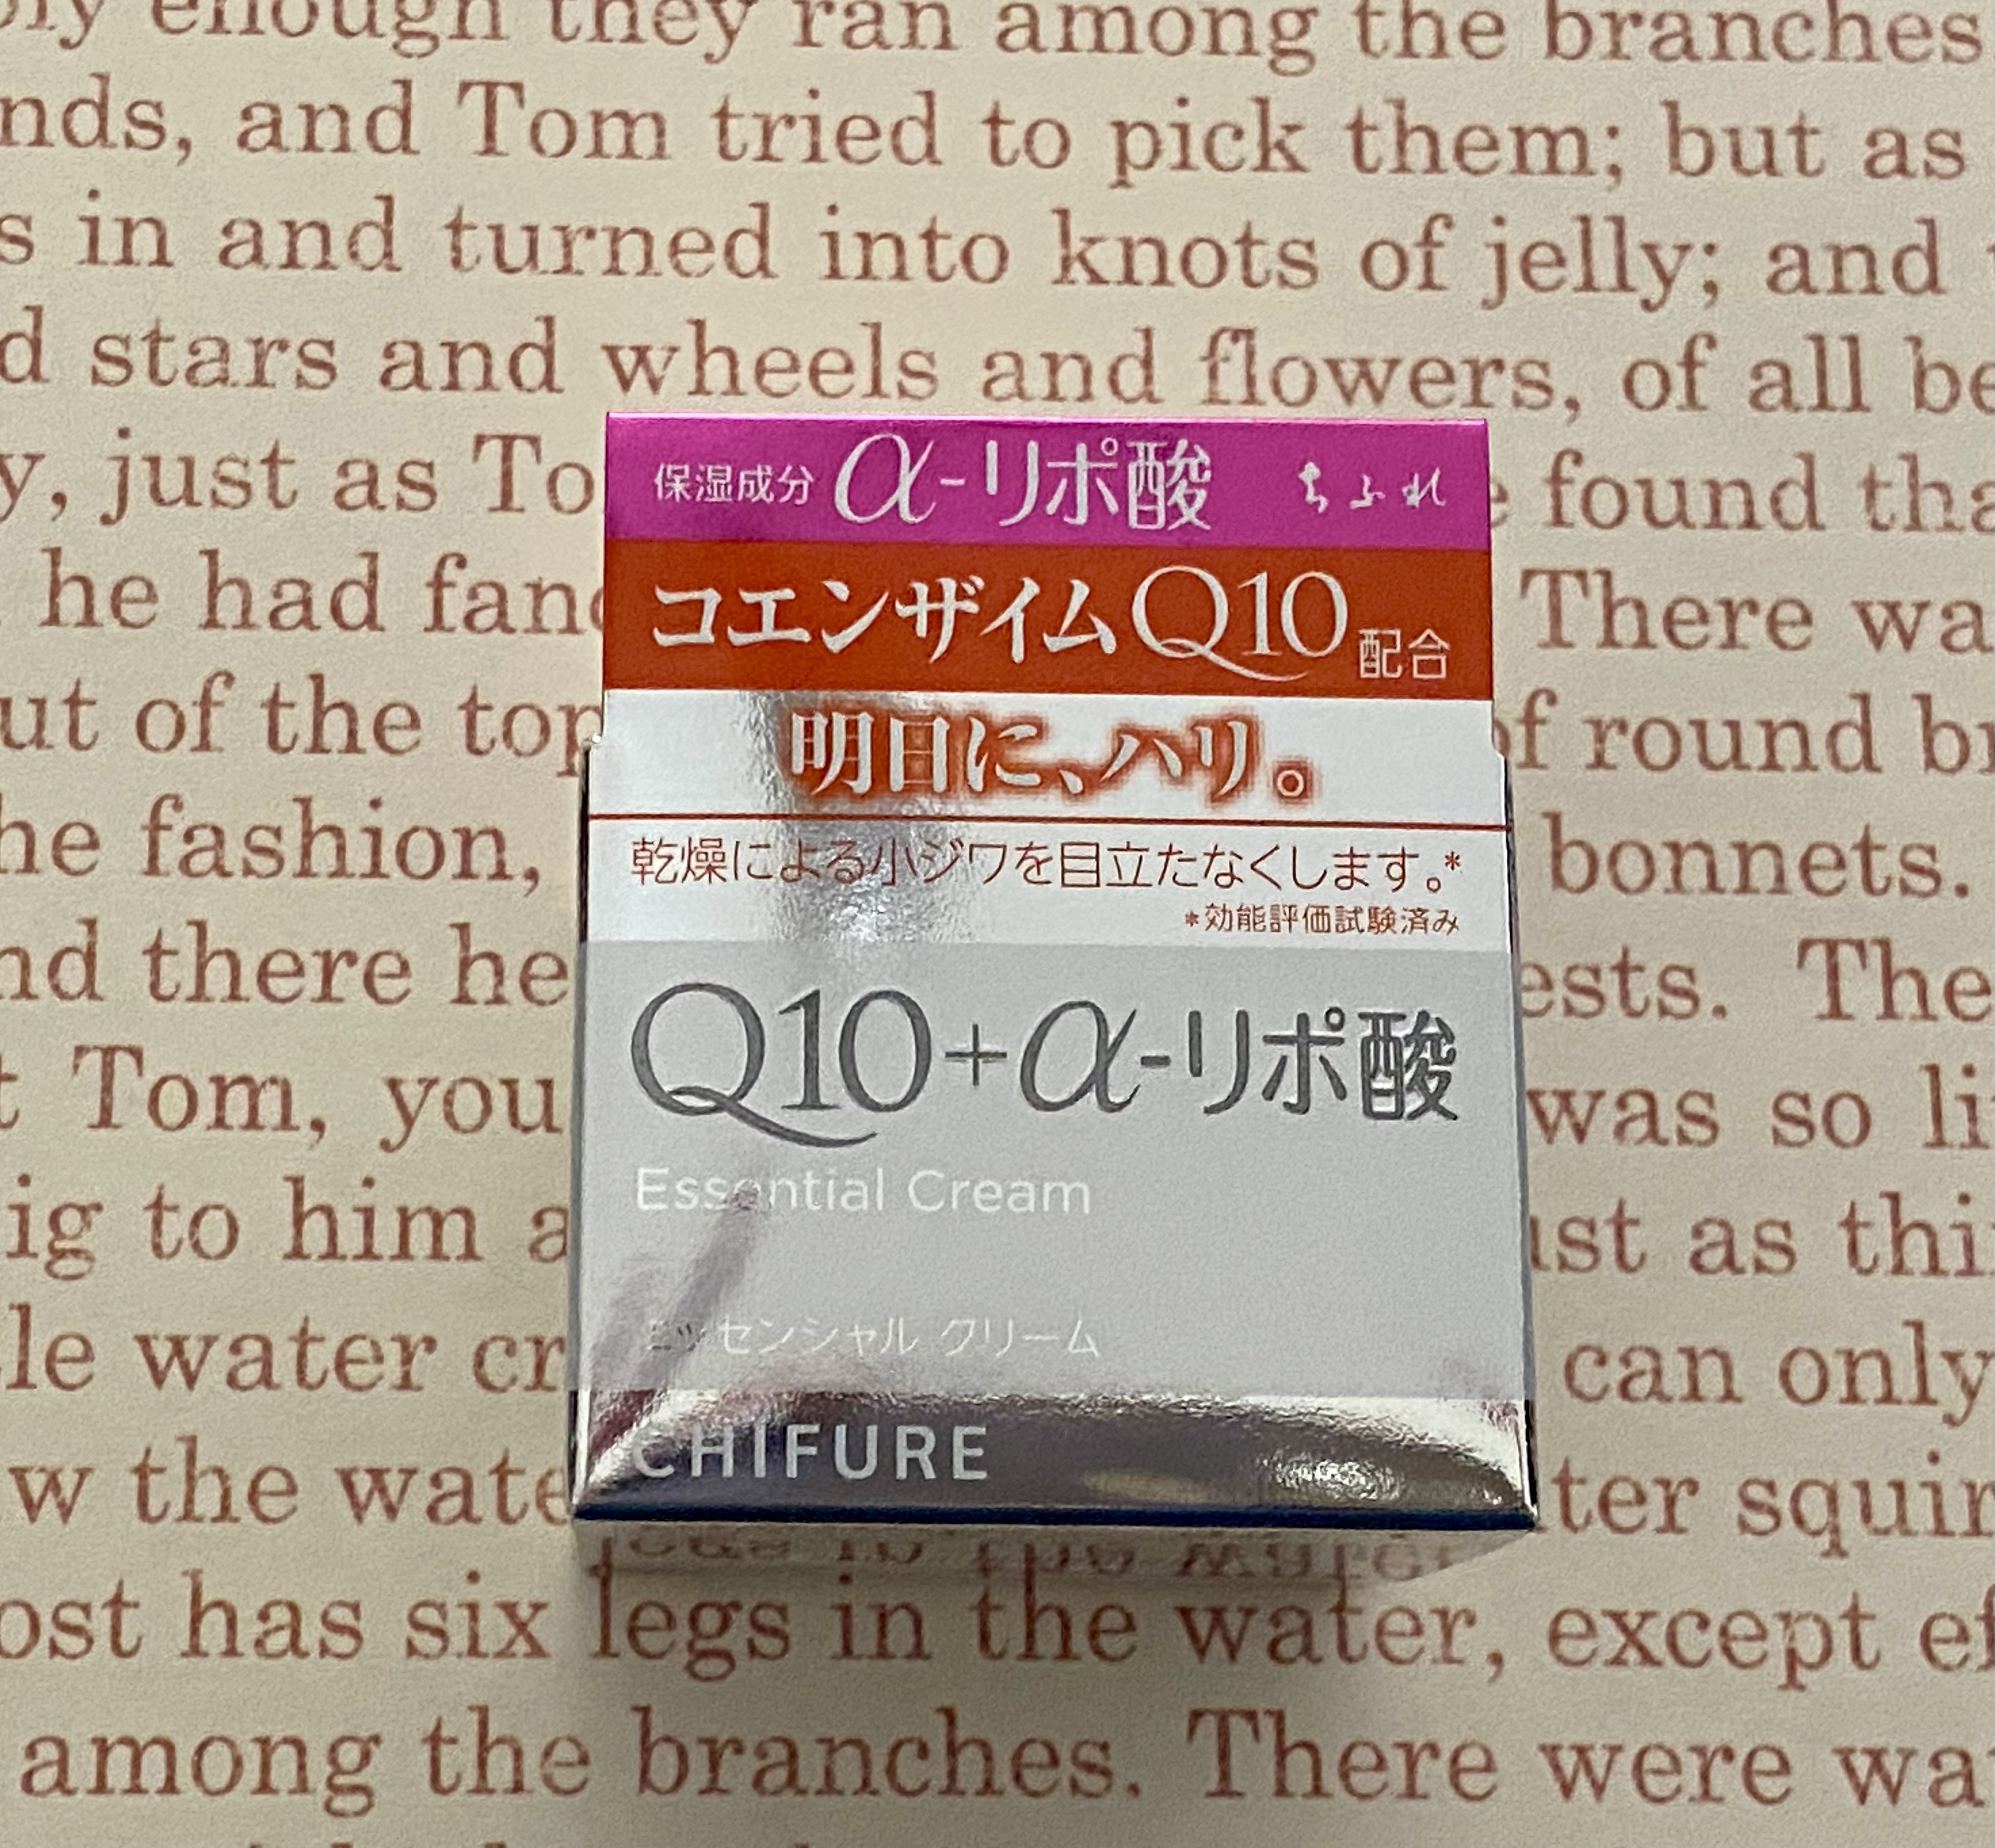 enough they ran among the branches
nds, and Tom tried to pick them; but as
s in and turned into knots of jelly; and
d stars and wheels and flowers, of all be
y, just as To
found tha
保湿成分 α-リポ酸 ちふれ
he had fanc
There wa
コエンザイムQ10配合
ut of the top
of round br
明日に、ハリ。
he fashion,
bonnets.
乾燥による小ジワを目立たなくします。*
*効能評価試験済み
nd there he
ests. The
Q10+α-リポ酸
t Tom, you
was so li
Essential Cream
ig to him a
ust as thi
エッセンシャル クリーム
le water cr
can only
CHIFURE
w the wate
ter squir
ost has six legs in the water, except ef
among the branches. There were wa